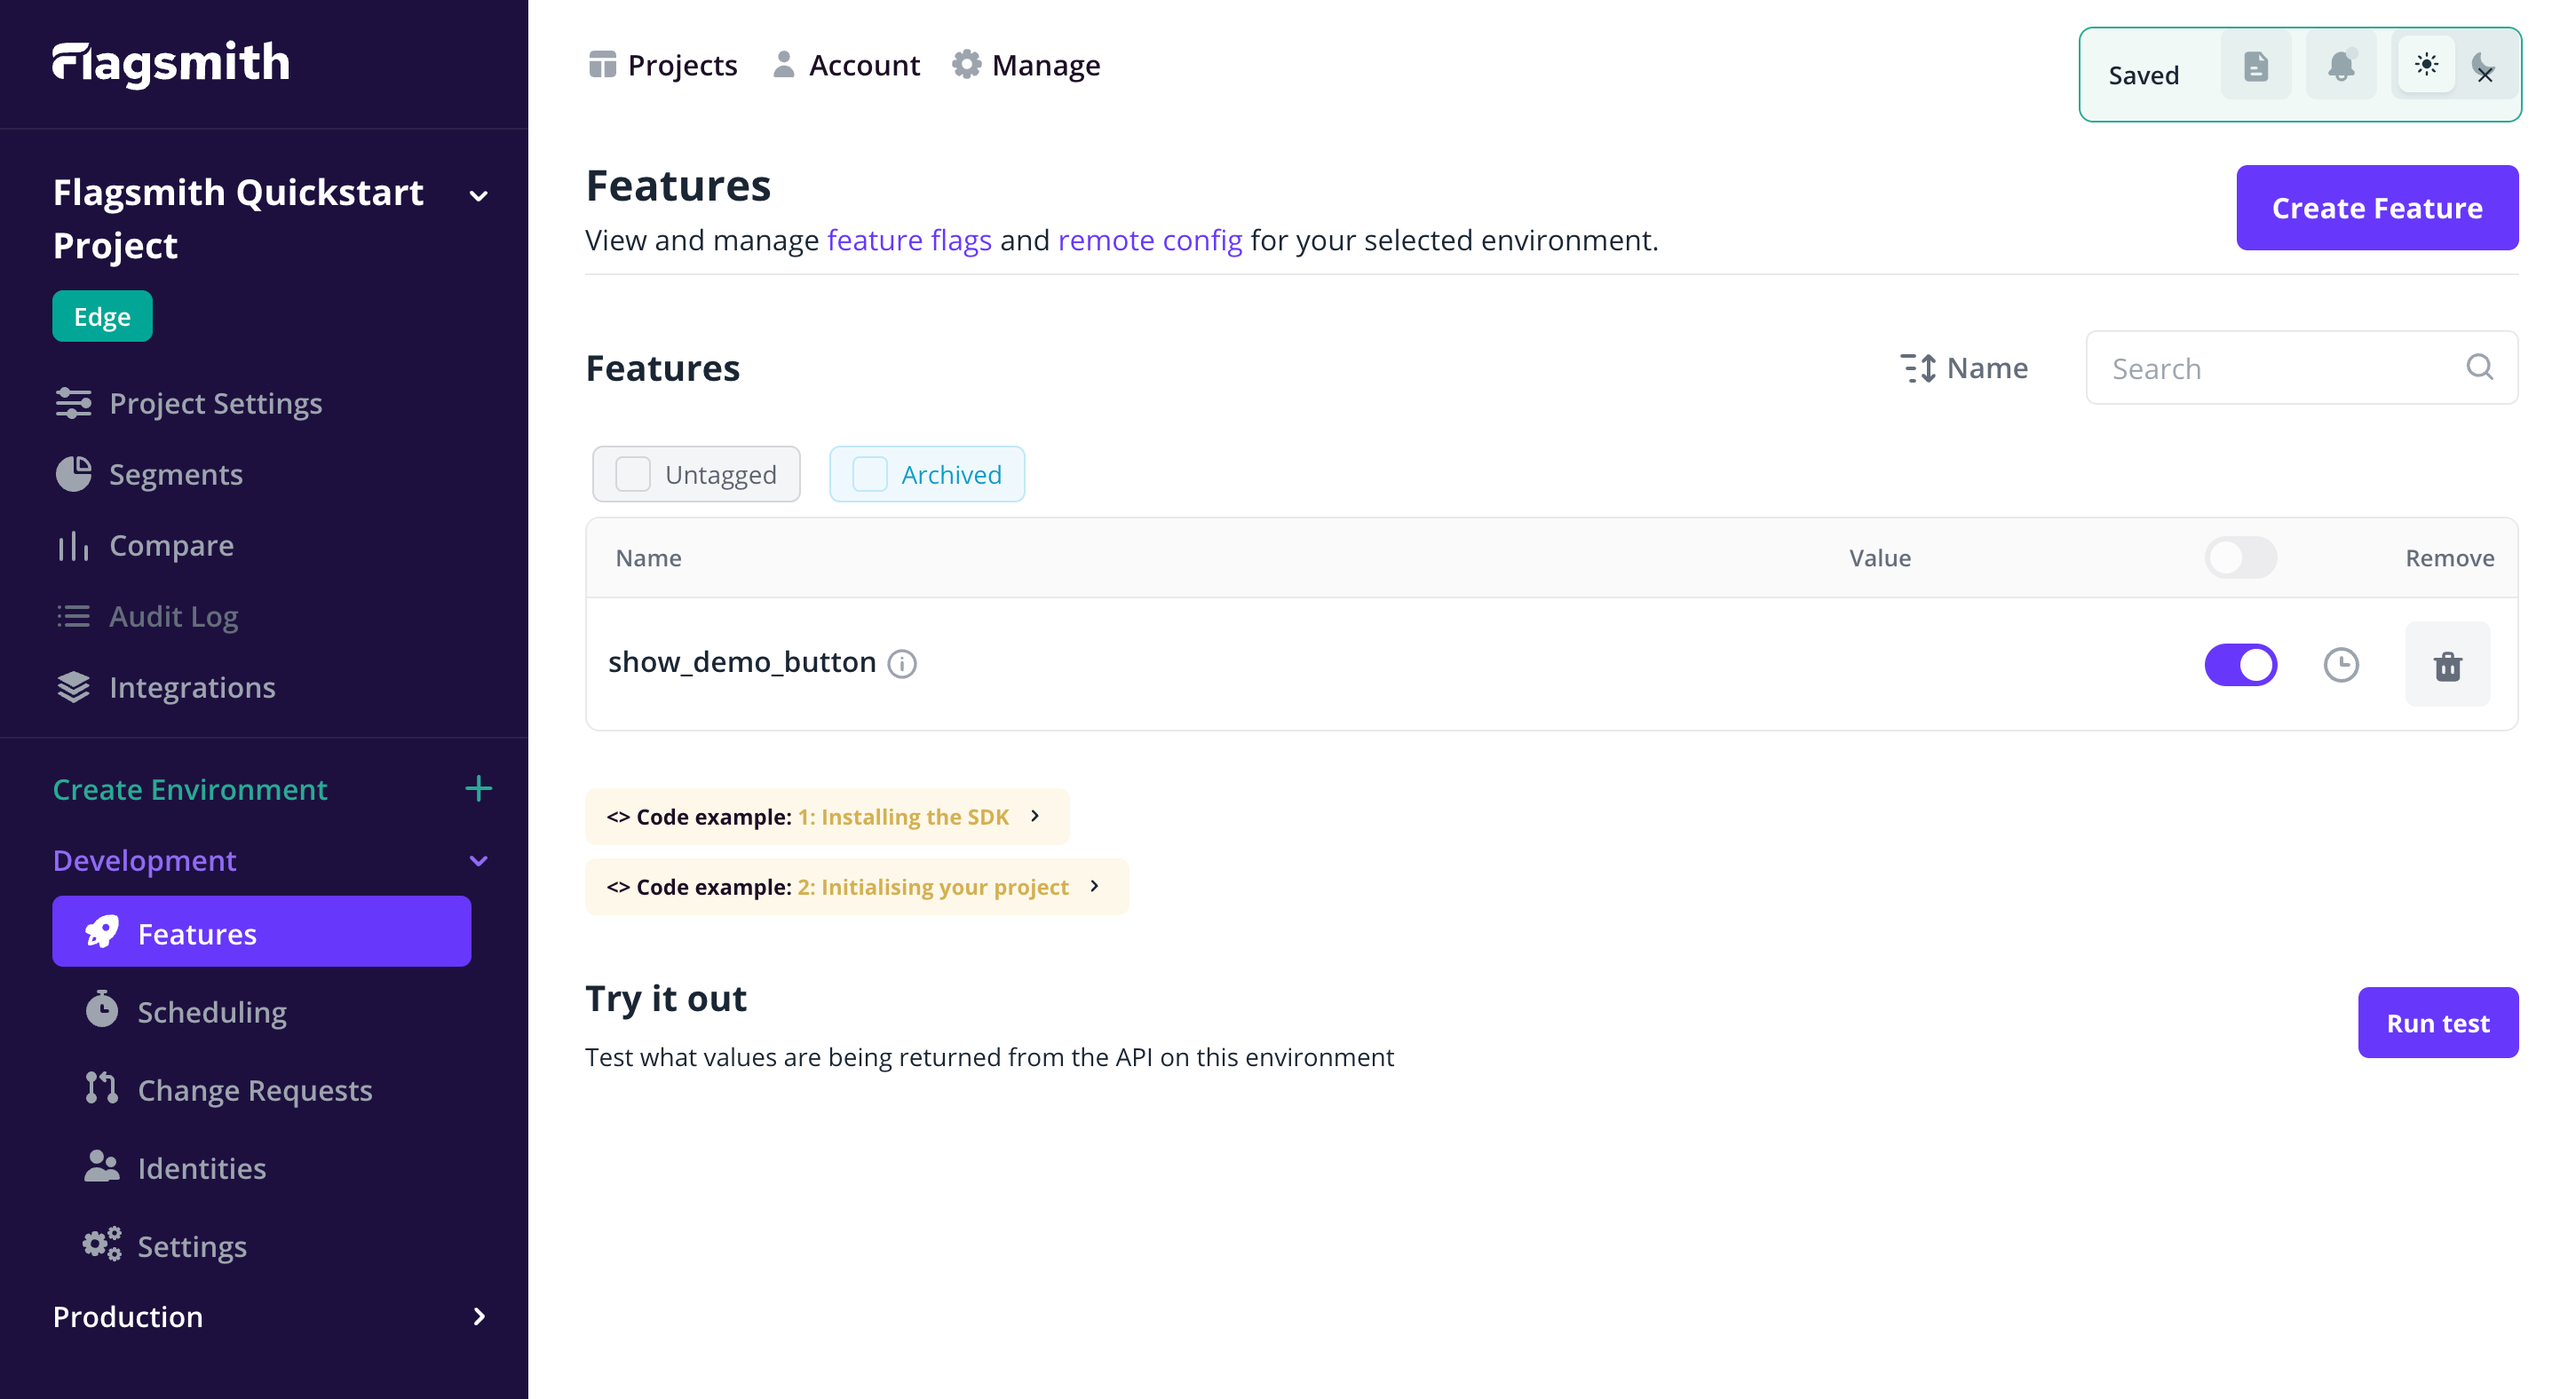 Flagsmith
Flagsmith Quickstart
Project
Edge
Project Settings
Segments
Compare
Audit Log
Integrations
Create Environment
Development
Features
Scheduling
Change Requests
Identities
Settings
Production
Projects Account Manage
Saved
Features
View and manage feature flags and remote config for your selected environment.
Create Feature
Features
Name
Search
Untagged Archived
Name Value Remove
show_demo_button
<> Code example: 1: Installing the SDK
<> Code example: 2: Initialising your project
Try it out
Test what values are being returned from the API on this environment
Run test